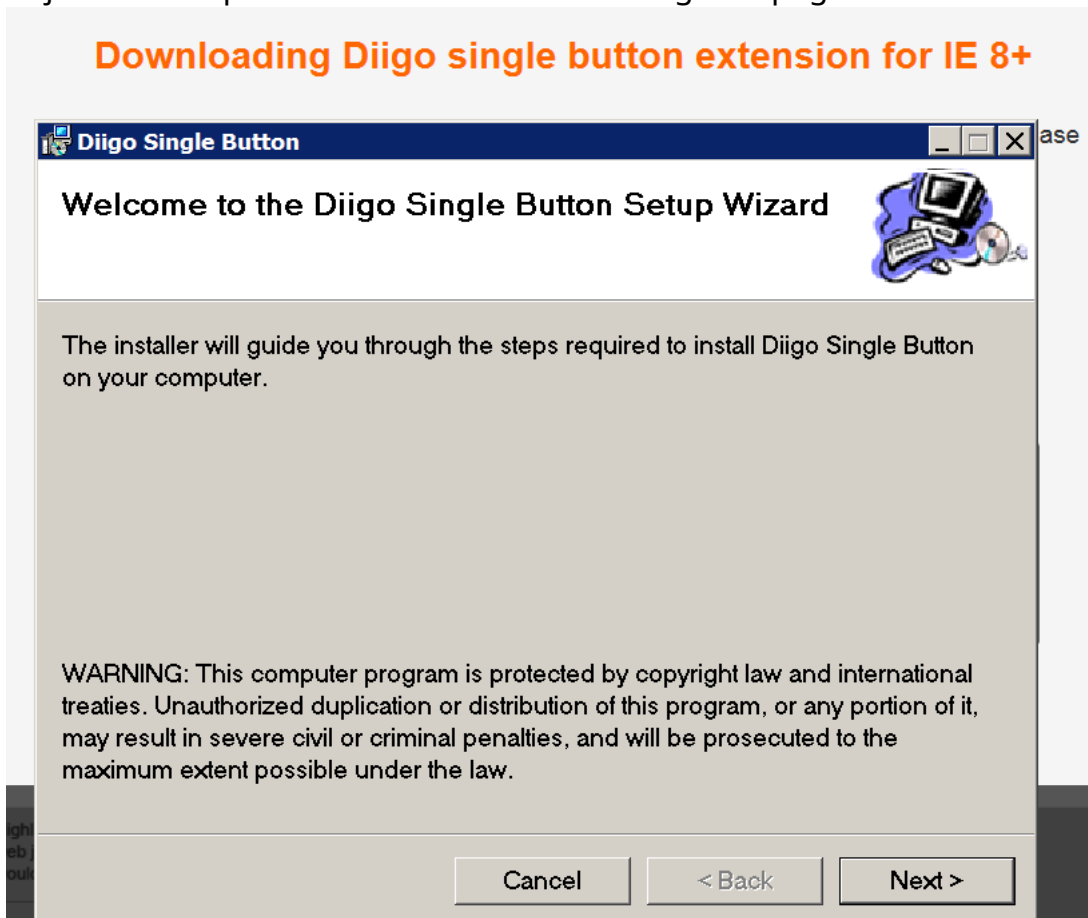 Downloading Diigo single button extension for IE 8+
ase
Diigo Single Button
Welcome to the Diigo Single Button Setup Wizard
The installer will guide you through the steps required to install Diigo Single Button
on your computer.
WARNING: This computer program is protected by copyright law and international
treaties. Unauthorized duplication or distribution of this program, or any portion of it,
may result in severe civil or criminal penalties, and will be prosecuted to the
maximum extent possible under the law.
Cancel < Back Next >